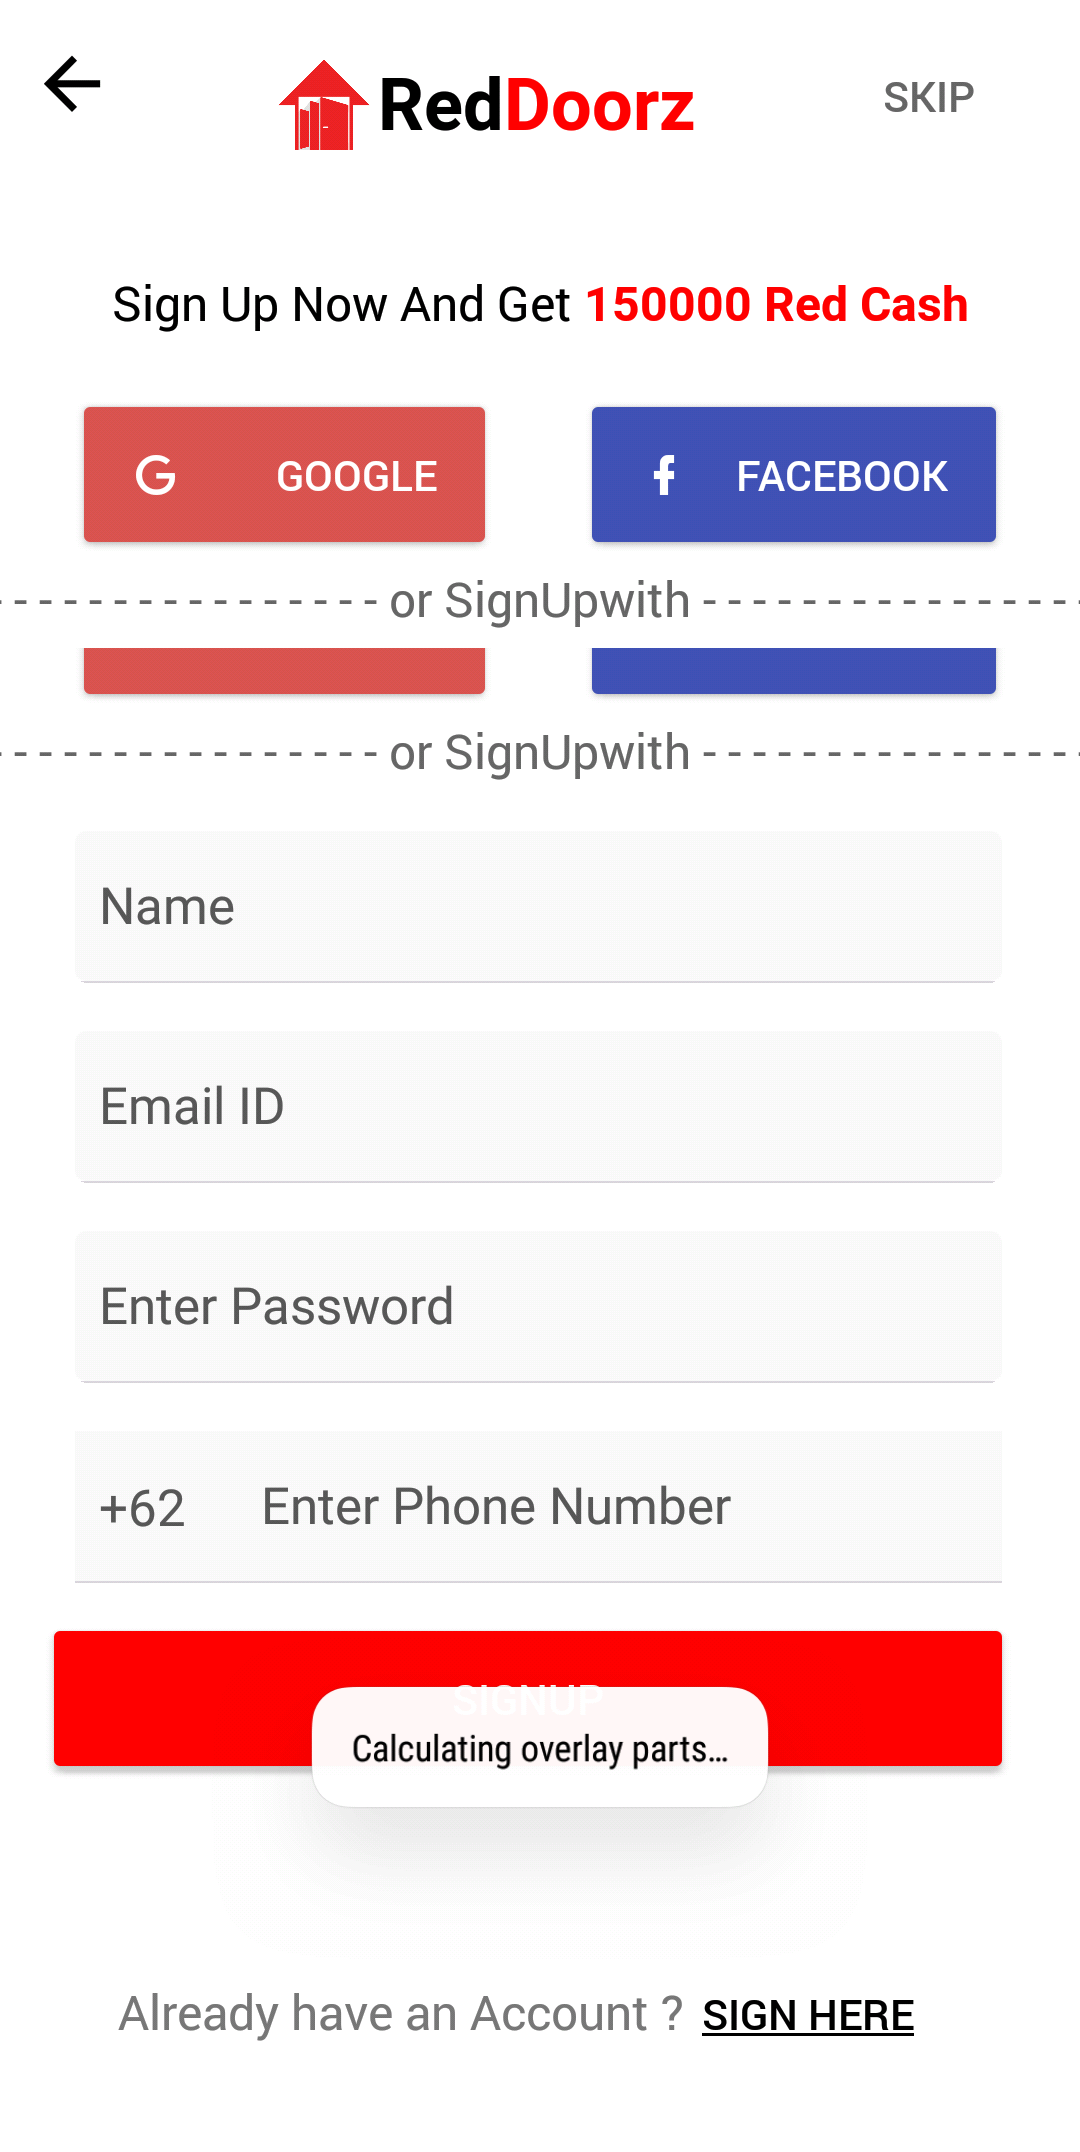 RedDoorz
SKIP
Sign Up Now And Get 150000 Red Cash
GOOGLE
FACEBOOK
- - - - - - - - - - - - - - - - or SignUpwith - - - - - - - - - - - - - - - -
- - - - - - - - - - - - - - - - or SignUpwith - - - - - - - - - - - - - - - -
Name
Email ID
Enter Password
+62 Enter Phone Number
SIGNUP
Calculating overlay parts...
Already have an Account ? SIGN HERE